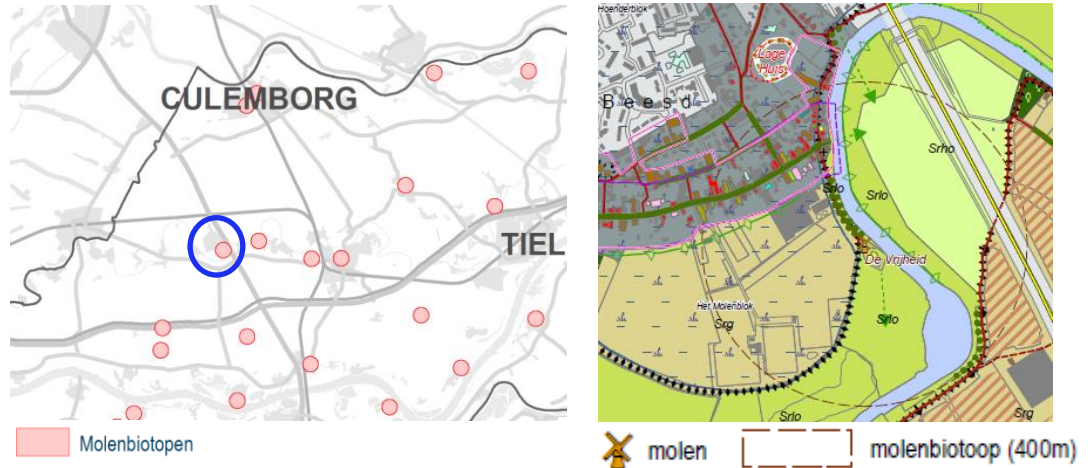 CULEMBORG
TIEL
Molenbiotopen
Hoenderblok
Lage
Huis
Beesd
Srho
Srlo
Srlo
De Vrijheid
Het Molenblok
Srg
Srlo
Srlo
Srg
molen
molenbiotoop (400m)